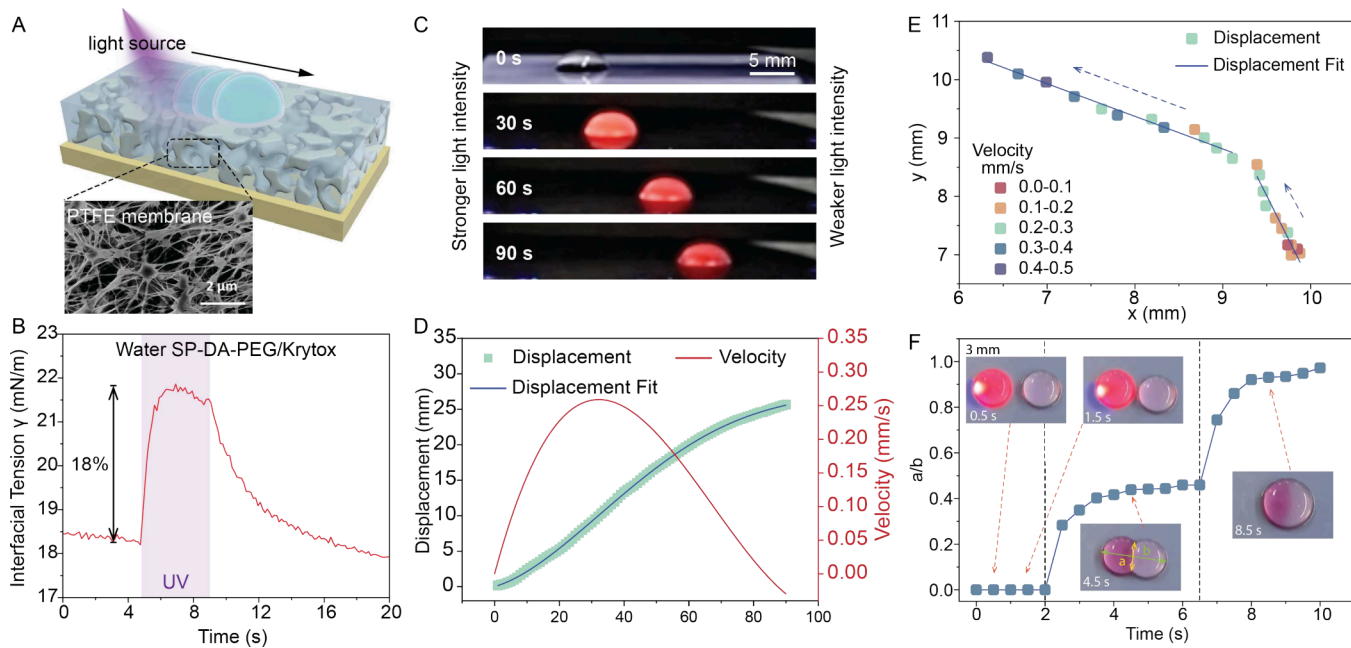 A
light source
PTFE membrane
2 μm
B
Water SP-DA-PEG/Krytox
18%
UV
Interfacial Tension γ (mN/m)
23
22
21
20
19
18
17
0 4 8 12 16 20
Time (s)
C
Stronger light intensity
Weaker light intensity
0 s
5 mm
30 s
60 s
90 s
D
Displacement
Velocity
Displacement Fit
Displacement (mm)
35
30
25
20
15
10
5
0
Velocity (mm/s)
0.35
0.30
0.25
0.20
0.15
0.10
0.05
0.00
0 20 40 60 80 100
E
Displacement
Displacement Fit
Velocity
mm/s
0.0-0.1
0.1-0.2
0.2-0.3
0.3-0.4
0.4-0.5
y (mm)
11
10
9
8
7
6 7 8 9 10
x (mm)
F
3 mm
0.5 s
1.5 s
4.5 s
a
b
8.5 s
a/b
1.0
0.8
0.6
0.4
0.2
0.0
0 2 4 6 8 10
Time (s)